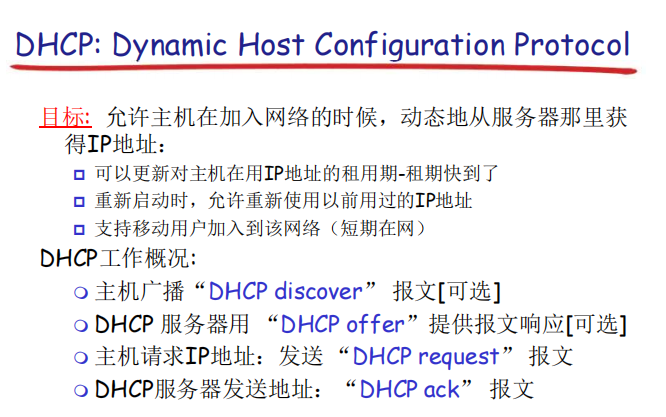 DHCP: Dynamic Host Configuration Protocol
目标: 允许主机在加入网络的时候，动态地从服务器那里获
得IP地址：
可以更新对主机在用IP地址的租用期-租期快到了
重新启动时，允许重新使用以前用过的IP地址
支持移动用户加入到该网络（短期在网）
DHCP工作概况:
主机广播“DHCP discover” 报文[可选]
DHCP 服务器用 “DHCP offer”提供报文响应[可选]
主机请求IP地址：发送 “DHCP request” 报文
DHCP服务器发送地址：“DHCP ack” 报文